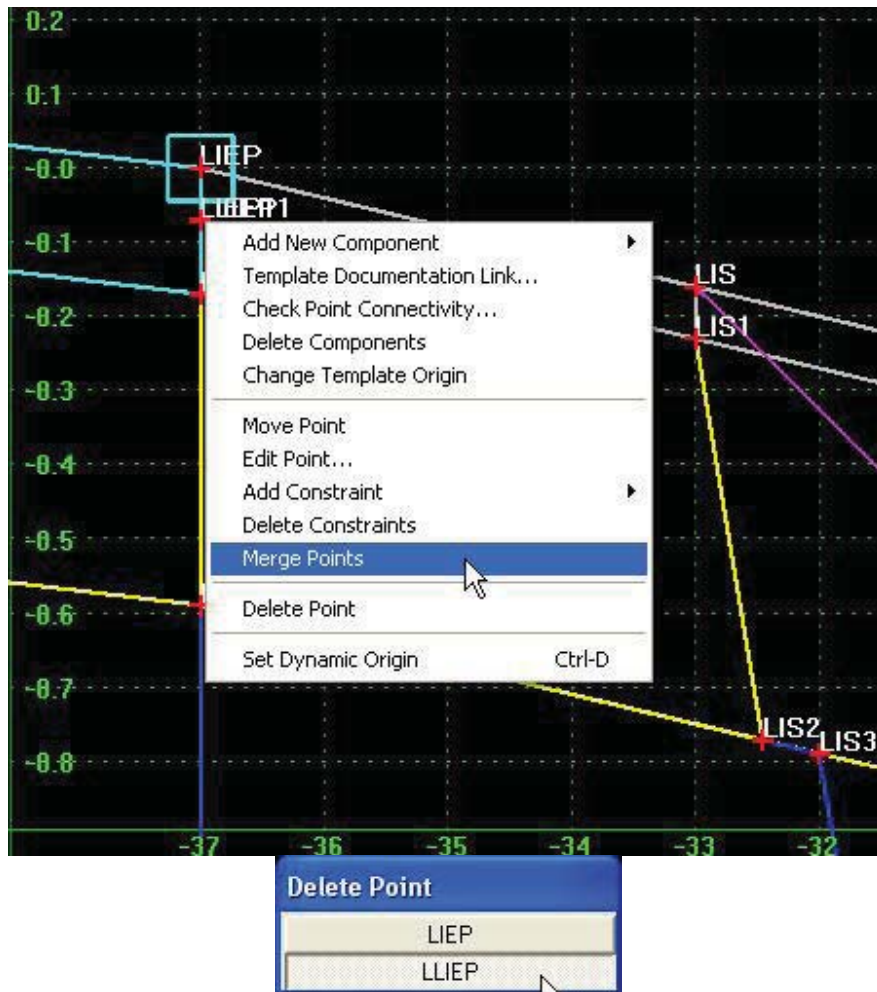 0.2
0.1
LIEP
-0.0
-0.1
Add New Component
Template Documentation Link...
LIS
Check Point Connectivity...
-0.2
LIS1
Delete Components
Change Template Origin
-0.3
Move Point
Edit Point...
-0.4
Add Constraint
Delete Constraints
-0.5
Merge Points
-0.6
Delete Point
Set Dynamic Origin Ctrl-D
-0.7
LIS2
LIS3
-0.8
-37 -36 -35 -34 -33 -32
Delete Point
LIEP
LLIEP